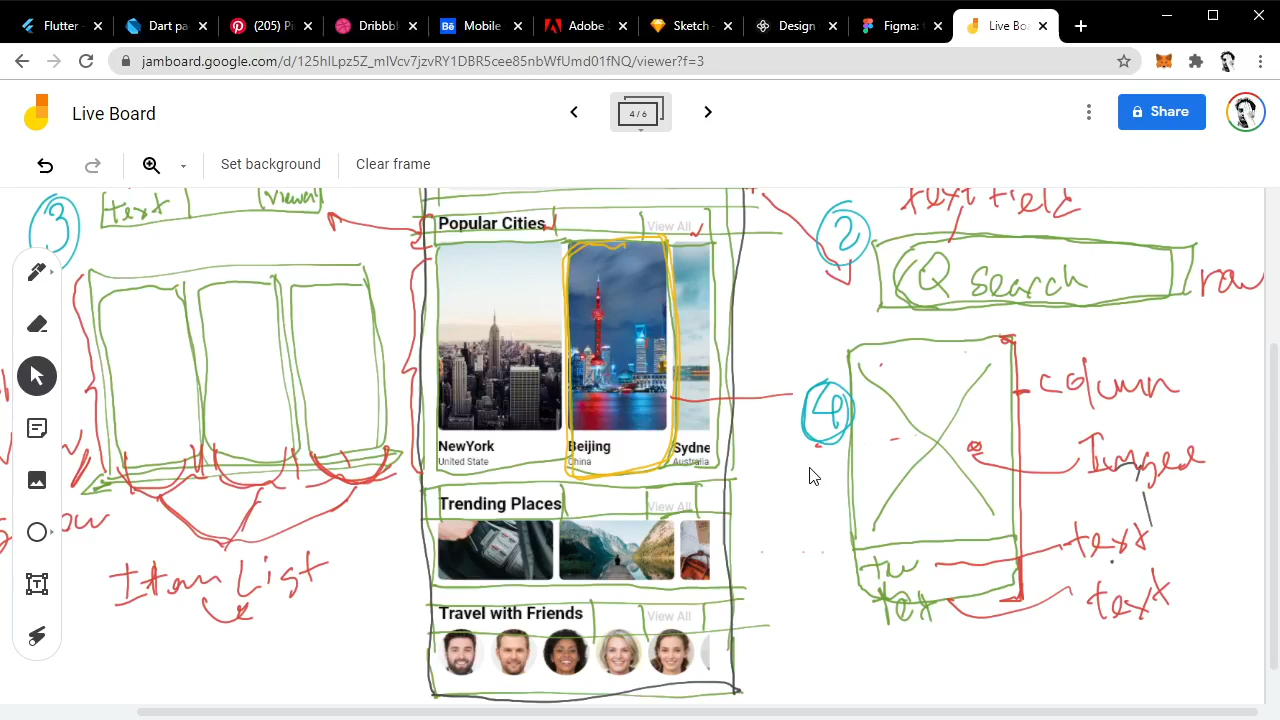 Flutter -
Dart pa
(205) Pi
Dribbb
Mobile
Adobe
Sketch -
Design
Figma:
Live Boa
jamboard.google.com/d/125hILpz5Z_mIVcv7jzvRY1DBR5cee85nbWfUmd01fNQ/viewer?f=3
Live Board
4 / 6
Share
Set background
Clear frame
3
text
Popular Cities
View All
NewYork
United State
Beijing
China
Sydne
Australia
Trending Places
View All
Travel with Friends
View All
Item List
text field
2
search
row
4
column
text
tex
text